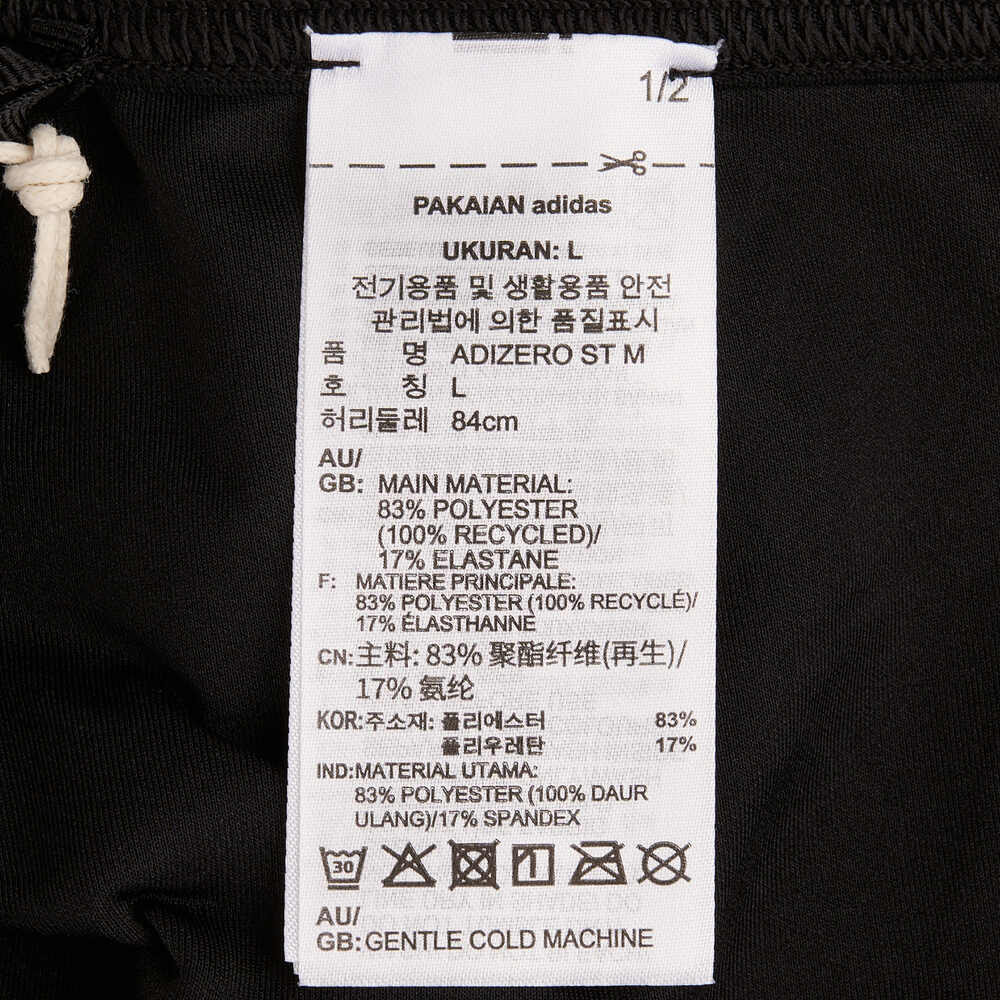 1/2
PAKAIAN adidas
UKURAN: L
전기용품 및 생활용품 안전
관리법에 의한 품질표시
품 명 ADIZERO ST M
호 칭 L
허리둘레 84cm
AU/
GB: MAIN MATERIAL:
83% POLYESTER
(100% RECYCLED)/
17% ELASTANE
F: MATIERE PRINCIPALE:
83% POLYESTER (100% RECYCLÉ)/
17% ÉLASTHANNE
CN: 主料: 83% 聚酯纤维(再生)/
17% 氨纶
KOR: 주소재: 폴리에스터 83%
폴리우레탄 17%
IND: MATERIAL UTAMA:
83% POLYESTER (100% DAUR
ULANG)/17% SPANDEX
30
AU/
GB: GENTLE COLD MACHINE